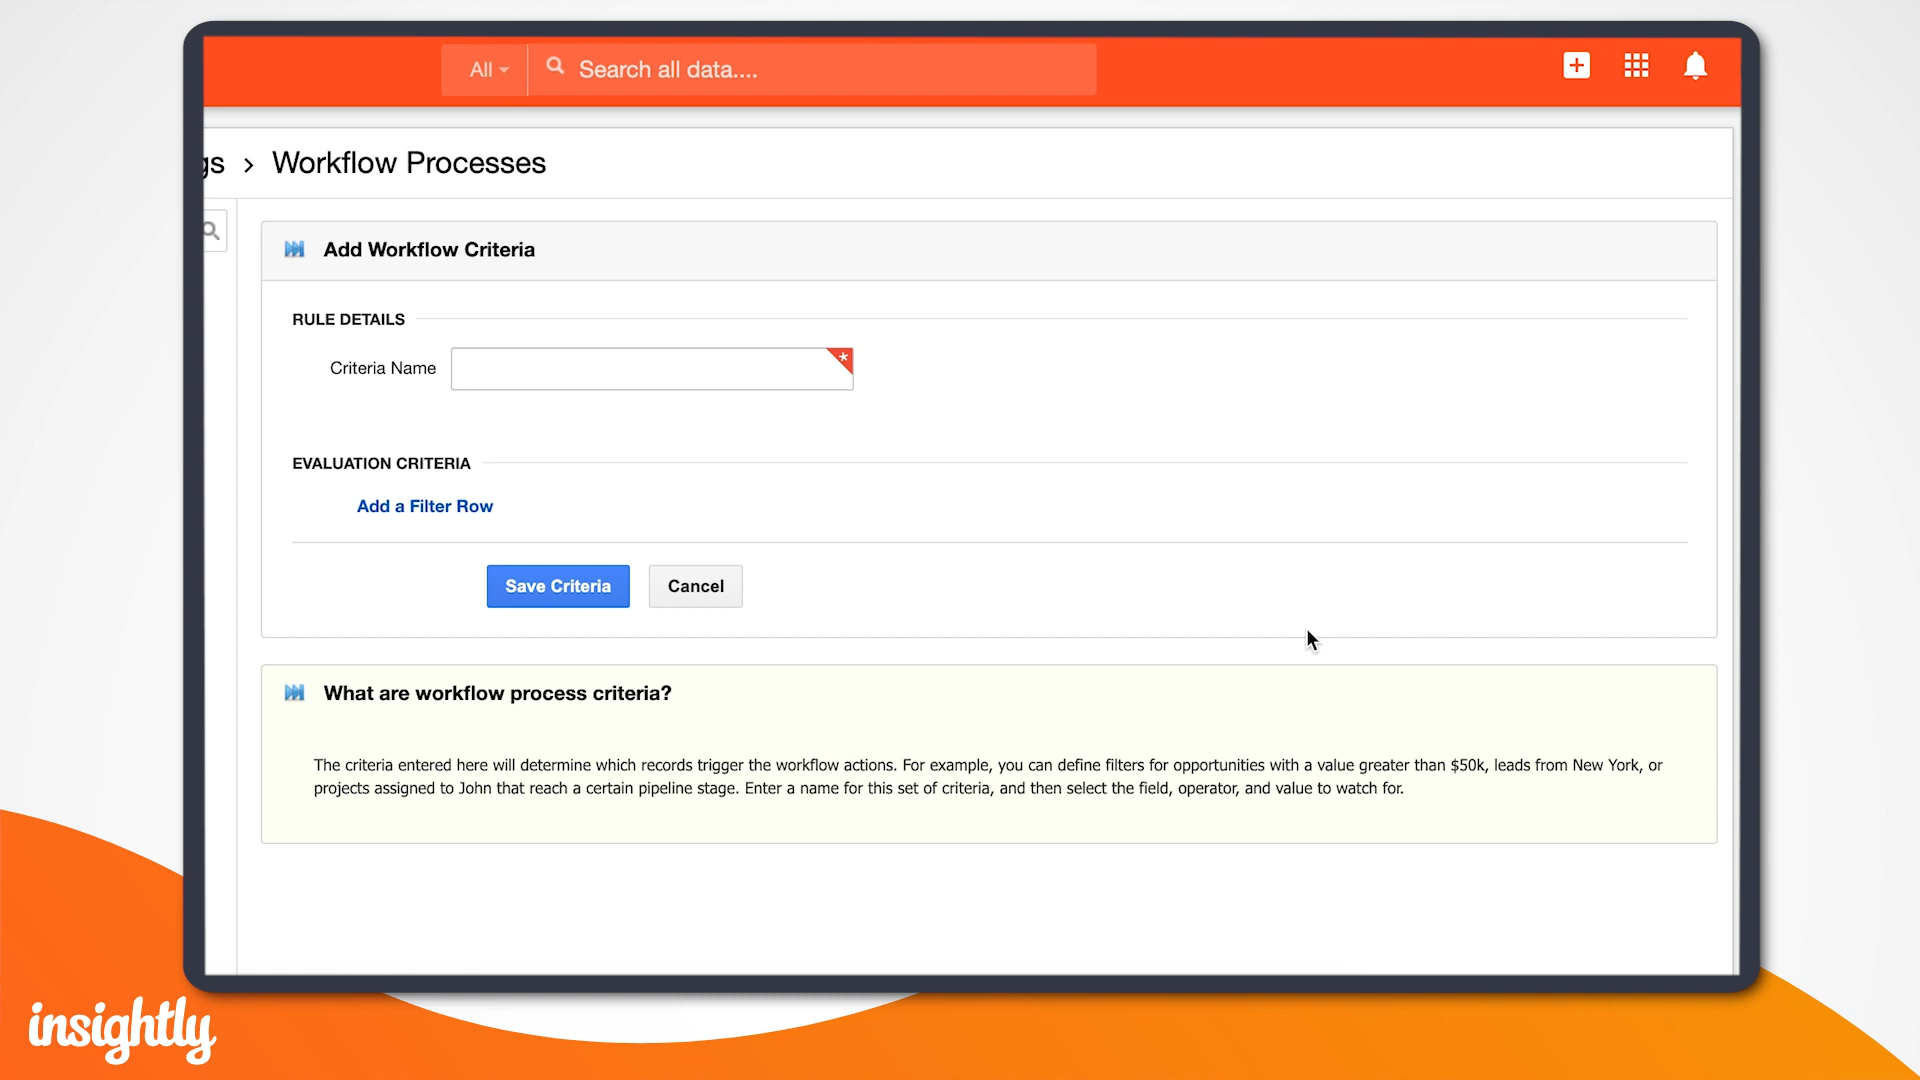 All
Search all data....
gs > Workflow Processes
Add Workflow Criteria
RULE DETAILS
Criteria Name
*
EVALUATION CRITERIA
Add a Filter Row
Save Criteria
Cancel
What are workflow process criteria?
The criteria entered here will determine which records trigger the workflow actions. For example, you can define filters for opportunities with a value greater than $50k, leads from New York, or
projects assigned to John that reach a certain pipeline stage. Enter a name for this set of criteria, and then select the field, operator, and value to watch for.
insightly